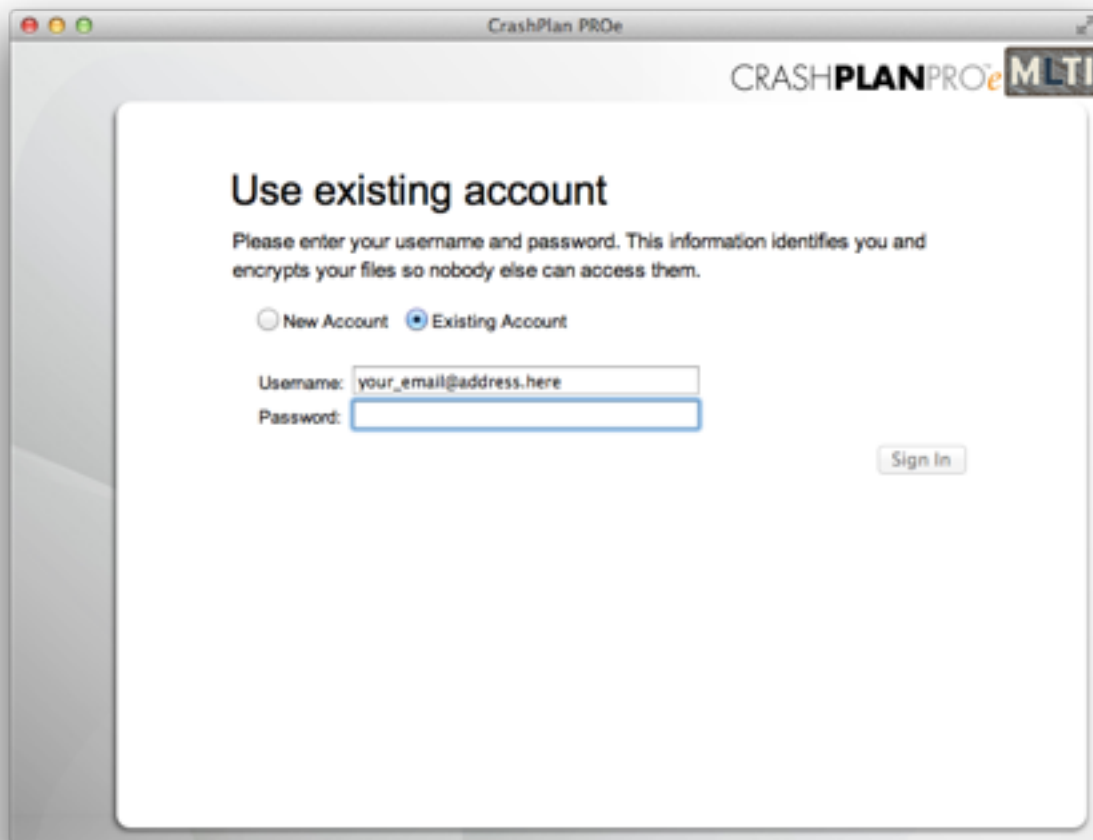 CrashPlan PROe
CRASHPLANPRO™e MLTI
Use existing account
Please enter your username and password. This information identifies you and
encrypts your files so nobody else can access them.
New Account Existing Account
Username: your_email@address.here
Password:
Sign In